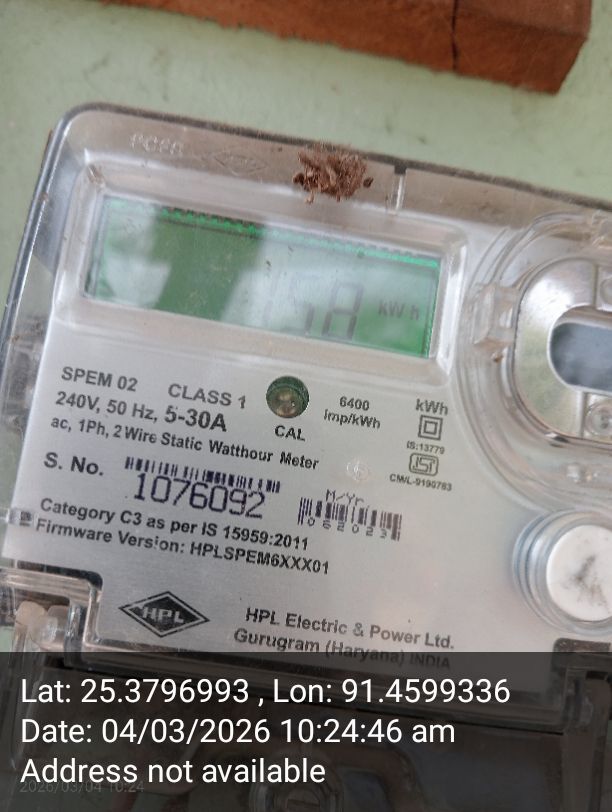 158 kWh
SPEM 02 CLASS 1
240V, 50 Hz, 5-30A
ac, 1Ph, 2 Wire Static Watthour Meter
CAL
6400
imp/kWh
kWh
IS:13779
ISI
CM/L-9190763
S. No. 1076092
M/Yr
062023
Category C3 as per IS 15959:2011
Firmware Version: HPLSPEM6XXX01
HPL
HPL Electric & Power Ltd.
Gurugram (Haryana) INDIA
Lat: 25.3796993 , Lon: 91.4599336
Date: 04/03/2026 10:24:46 am
Address not available
2026/03/04 10:24